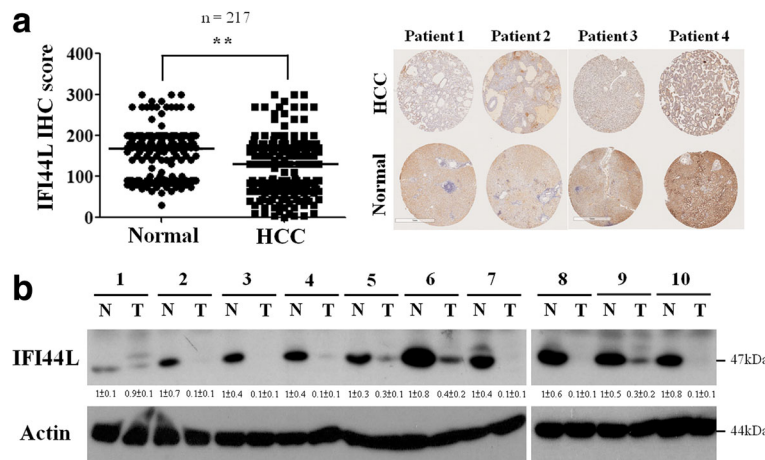 a
n = 217
**
IFI44L IHC score
400
300
200
100
0
Normal
HCC
Patient 1 Patient 2 Patient 3 Patient 4
HCC
Normal
b
1 2 3 4 5 6 7 8 9 10
N T N T N T N T N T N T N T N T N T N T
IFI44L
47kDa
1±0.1 0.9±0.1 1±0.7 0.1±0.1 1±0.4 0.1±0.1 1±0.4 0.1±0.1 1±0.3 0.3±0.1 1±0.8 0.4±0.2 1±0.4 0.1±0.1 1±0.6 0.1±0.1 1±0.5 0.3±0.2 1±0.8 0.1±0.1
Actin
44kDa